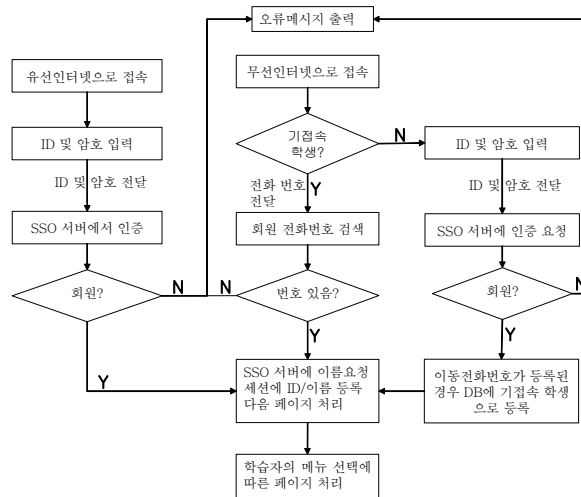 오류메시지 출력
유선인터넷으로 접속
무선인터넷으로 접속
ID 및 암호 입력
기접속
학생?
N
ID 및 암호 입력
ID 및 암호 전달
전화 번호
전달
Y
ID 및 암호 전달
SSO 서버에서 인증
회원 전화번호 검색
SSO 서버에 인증 요청
회원?
N
N
번호 있음?
회원?
N
Y
Y
Y
SSO 서버에 이름요청
세션에 ID/이름 등록
다음 페이지 처리
이동전화번호가 등록된
경우 DB에 기접속 학생
으로 등록
학습자의 메뉴 선택에
따른 페이지 처리